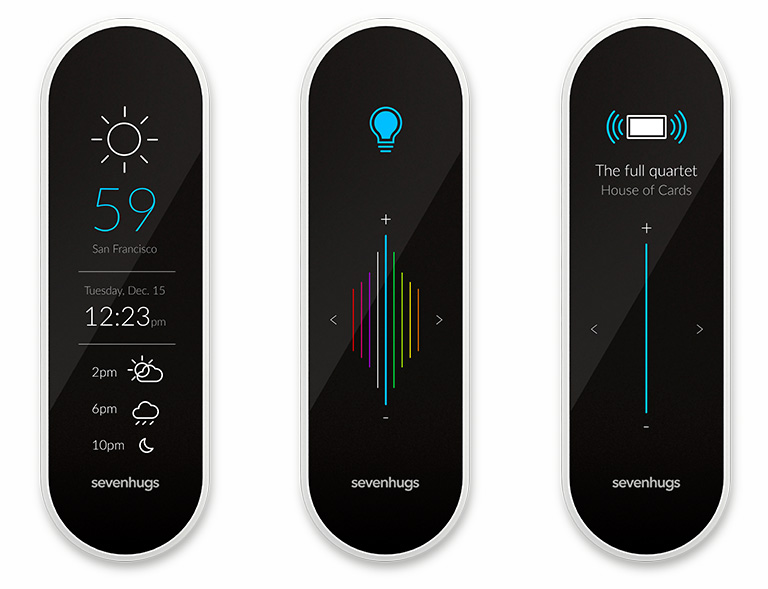 59
San Francisco
Tuesday, Dec. 15
12:23pm
2pm
6pm
10pm
sevenhugs
+
<
>
-
sevenhugs
The full quartet
House of Cards
+
<
>
-
sevenhugs